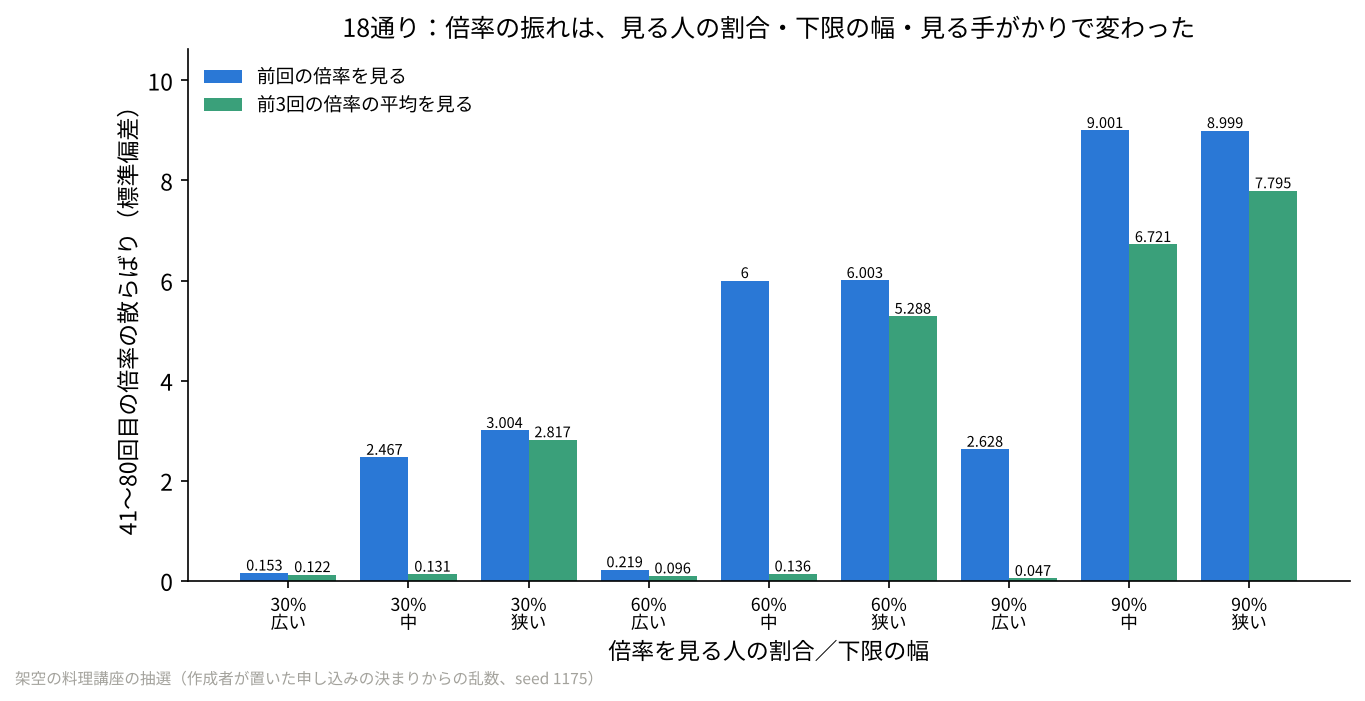 18通り：倍率の振れは、見る人の割合・下限の幅・見る手がかりで変わった
前回の倍率を見る
前3回の倍率の平均を見る
41～80回目の倍率の散らばり（標準偏差）
10
8
6
4
2
0
0.153
0.122
2.467
0.131
3.004
2.817
0.219
0.096
6
0.136
6.003
5.288
2.628
0.047
9.001
6.721
8.999
7.795
30%
広い
30%
中
30%
狭い
60%
広い
60%
中
60%
狭い
90%
広い
90%
中
90%
狭い
倍率を見る人の割合／下限の幅
架空の料理講座の抽選（作成者が置いた申し込みの決まりからの乱数、seed 1175）